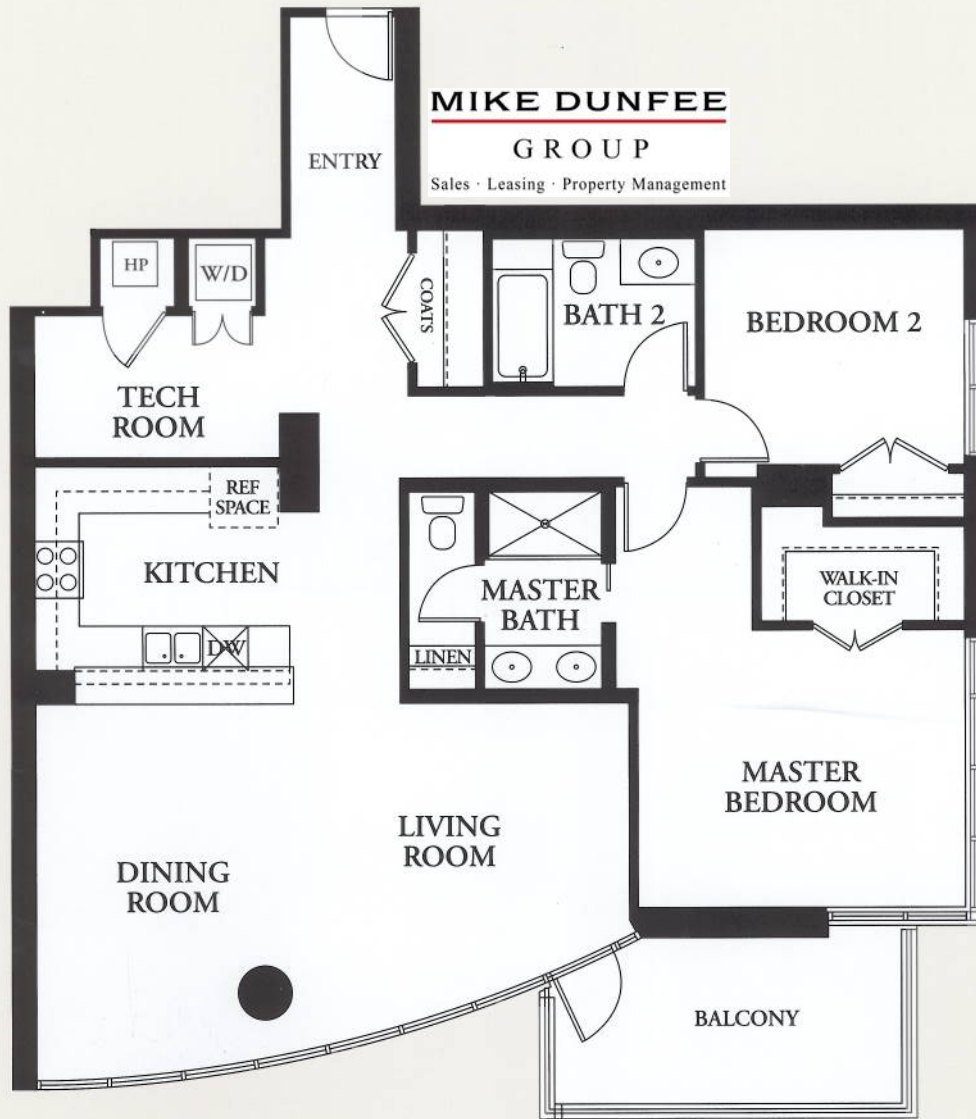 MIKE DUNFEE
GROUP
Sales · Leasing · Property Management
ENTRY
HP
W/D
COATS
BATH 2
BEDROOM 2
TECH
ROOM
REF
SPACE
KITCHEN
DW
MASTER
BATH
LINEN
WALK-IN
CLOSET
MASTER
BEDROOM
LIVING
ROOM
DINING
ROOM
BALCONY